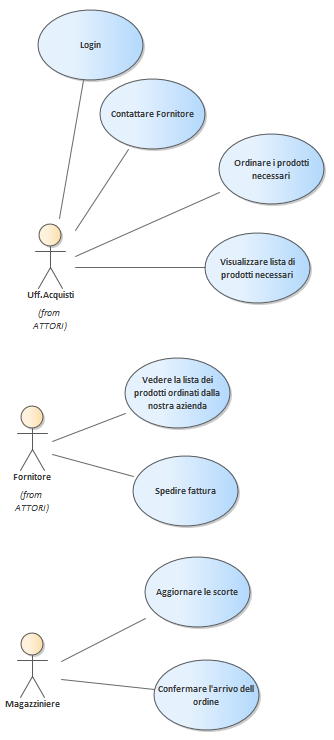 Login
Contattare Fornitore
Ordinare i prodotti
necessari
Visualizzare lista di
prodotti necessari
Uff.Acquisti
(from
ATTORI)
Vedere la lista dei
prodotti ordinati dalla
nostra azienda
Fornitore
(from
ATTORI)
Spedire fattura
Aggiornare le scorte
Magazziniere
Confermare l'arrivo dell
ordine